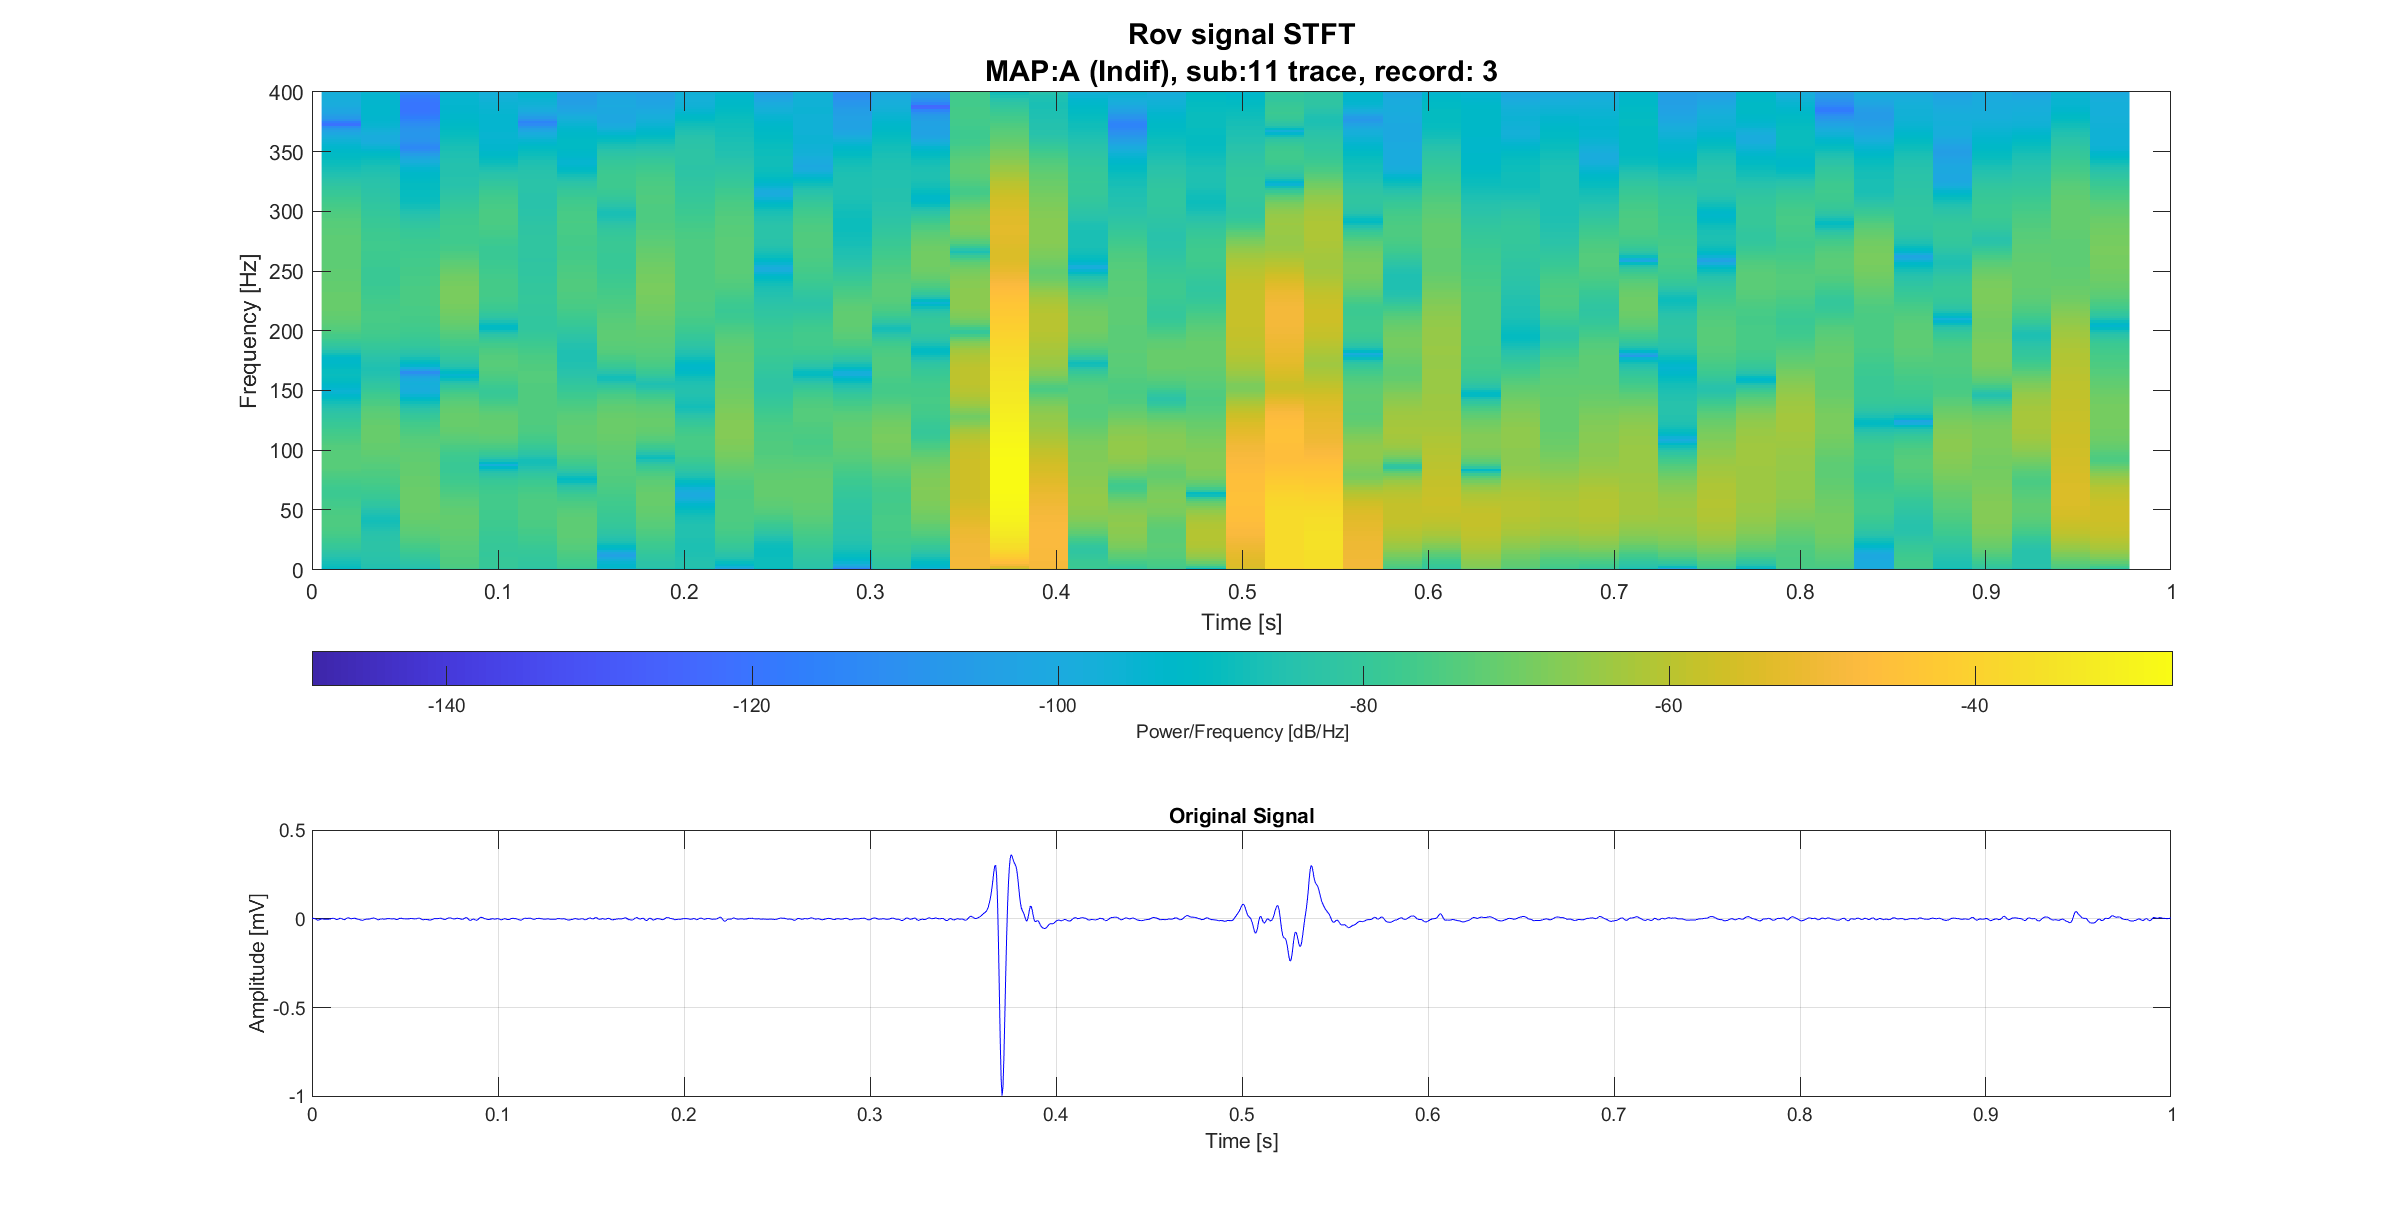 Rov signal STFT
MAP:A (Indif), sub:11 trace, record: 3
400
350
300
250
200
150
100
50
0
Frequency [Hz]
0 0.1 0.2 0.3 0.4 0.5 0.6 0.7 0.8 0.9 1
Time [s]
-140 -120 -100 -80 -60 -40
Power/Frequency [dB/Hz]
Original Signal
0.5
0
-0.5
-1
Amplitude [mV]
0 0.1 0.2 0.3 0.4 0.5 0.6 0.7 0.8 0.9 1
Time [s]